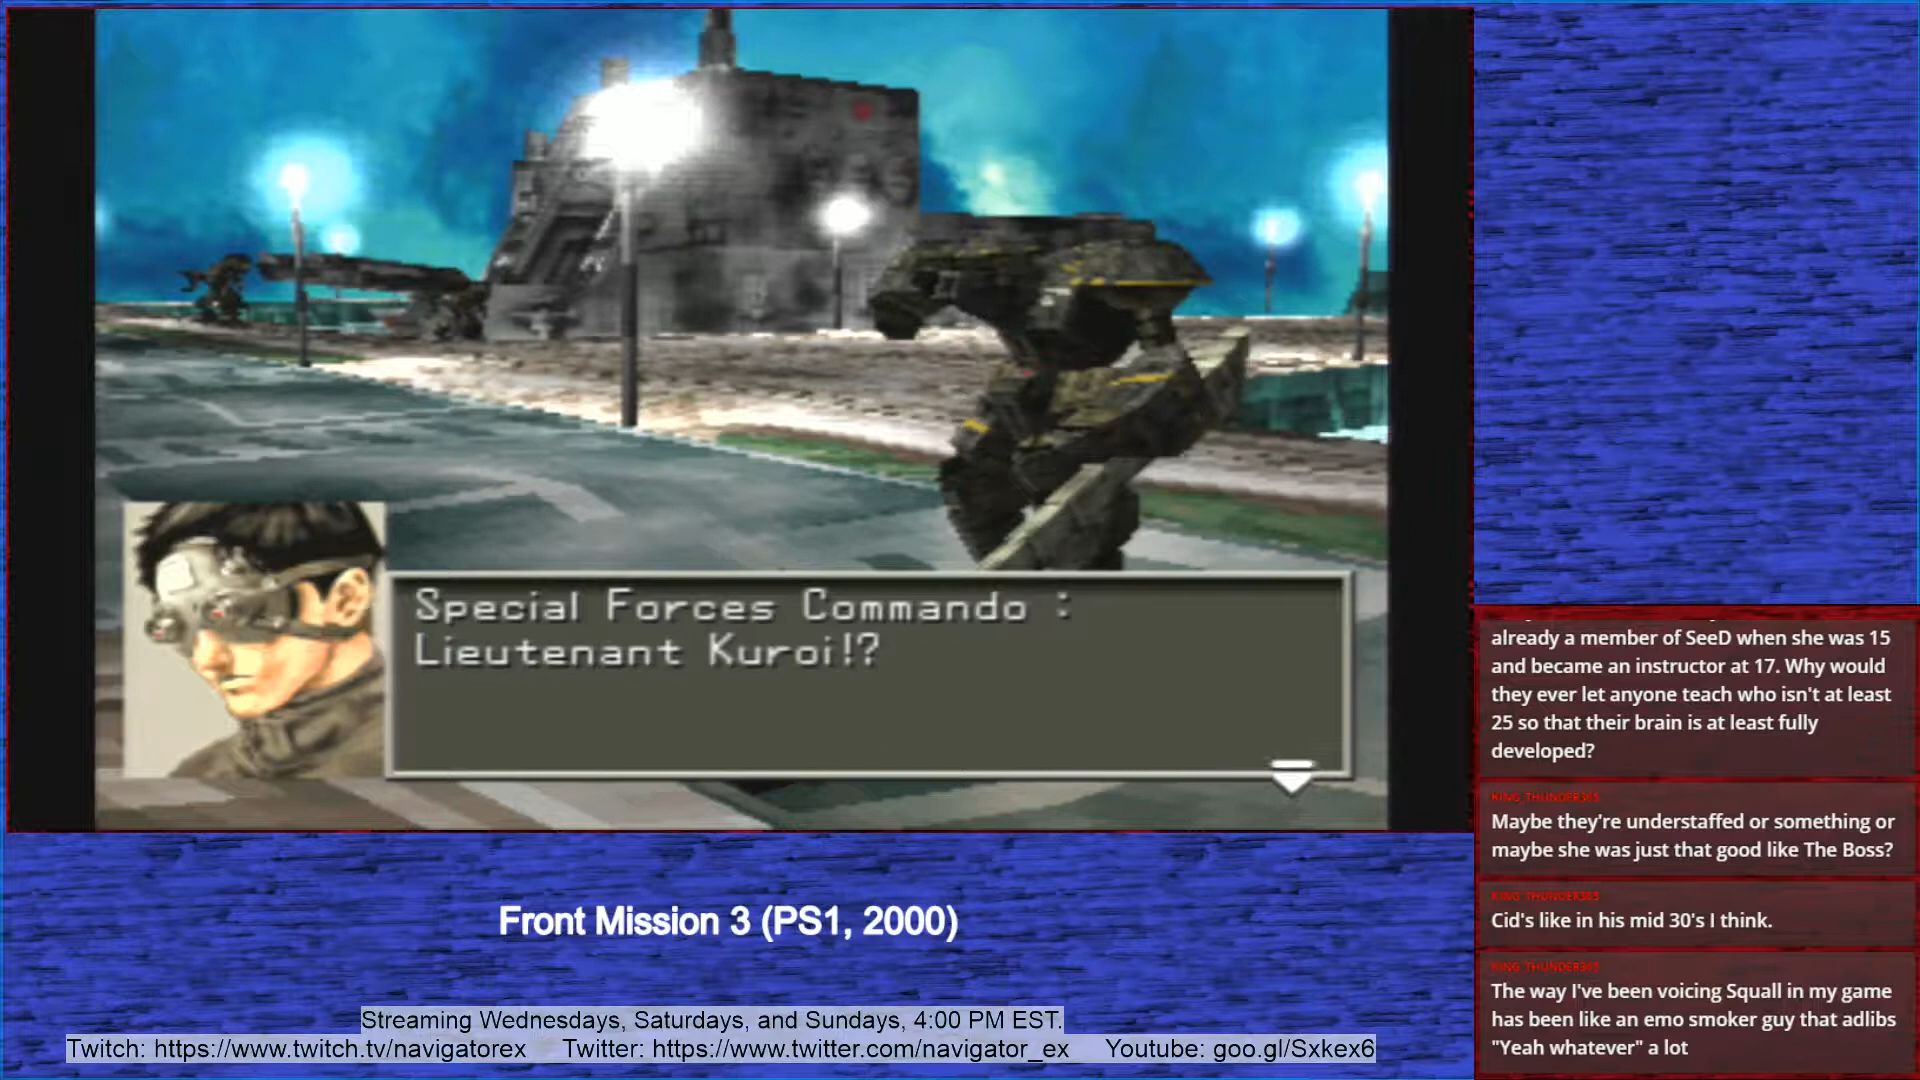 Special Forces Commando :
Lieutenant Kuroi!?
already a member of SeeD when she was 15
and became an instructor at 17. Why would
they ever let anyone teach who isn't at least
25 so that their brain is at least fully
developed?
KING_THUNDER365
Maybe they're understaffed or something or
maybe she was just that good like The Boss?
KING_THUNDER365
Cid's like in his mid 30's I think.
KING_THUNDER365
The way I've been voicing Squall in my game
has been like an emo smoker guy that adlibs
"Yeah whatever" a lot
Front Mission 3 (PS1, 2000)
Streaming Wednesdays, Saturdays, and Sundays, 4:00 PM EST.
Twitch: https://www.twitch.tv/navigatorex Twitter: https://www.twitter.com/navigator_ex Youtube: goo.gl/Sxkex6